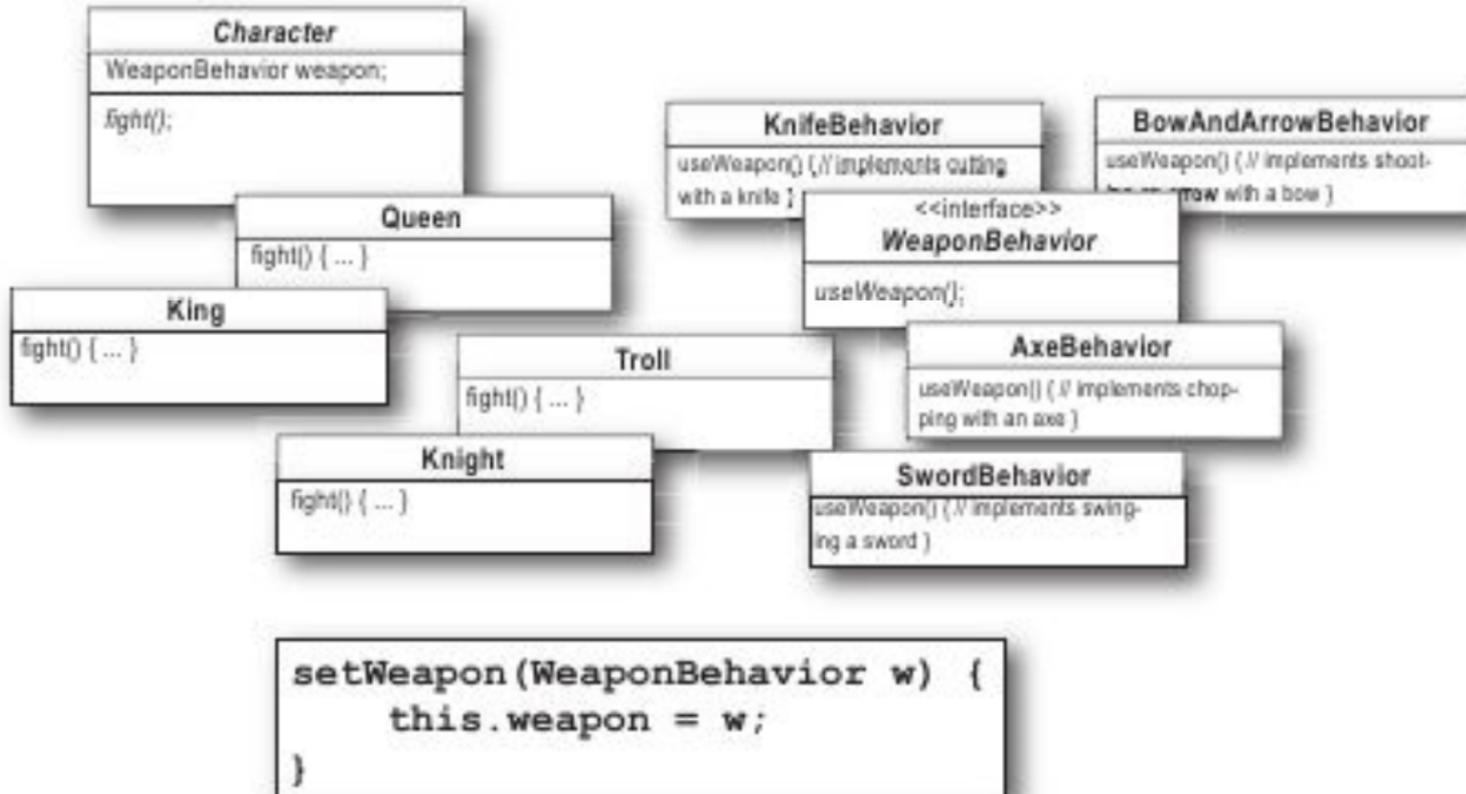 Character
WeaponBehavior weapon;
fight();
Queen
fight() { ... }
King
fight() { ... }
Troll
fight() { ... }
Knight
fight() { ... }
KnifeBehavior
useWeapon() { // implements cutting
with a knife }
BowAndArrowBehavior
useWeapon() { // implements shoot-
arrow with a bow }
<<interface>>
WeaponBehavior
useWeapon();
AxeBehavior
useWeapon() { // implements chop-
ping with an axe }
SwordBehavior
useWeapon() { // implements swing-
ing a sword }
setWeapon(WeaponBehavior w) {
this.weapon = w;
}